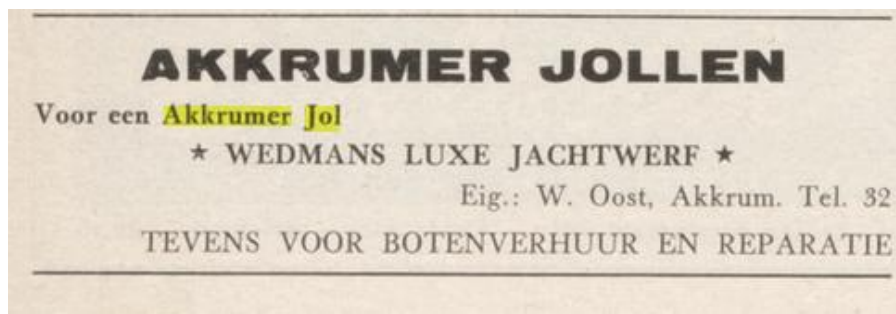 AKKRUMER JOLLEN
Voor een Akkrumer Jol
★ WEDMANS LUXE JACHTWERF ★
Eig.: W. Oost, Akkrum. Tel. 32
TEVENS VOOR BOTENVERHUUR EN REPARATIE